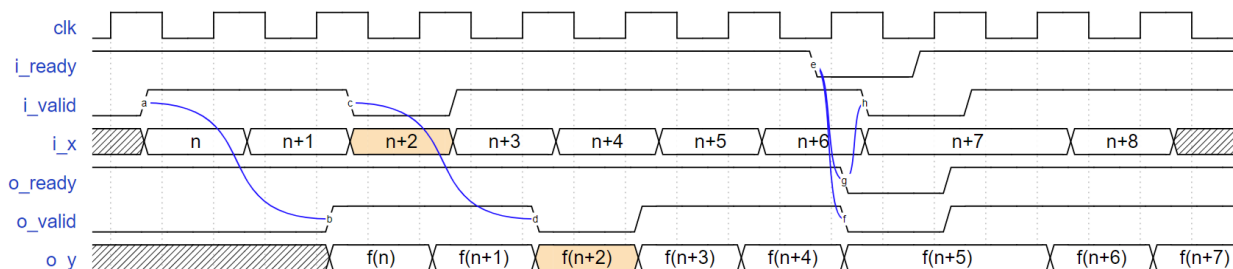 clk
i_ready e
i_valid a c h
i_x n n+1 n+2 n+3 n+4 n+5 n+6 n+7 n+8
o_ready g
o_valid b d f
o_y f(n) f(n+1) f(n+2) f(n+3) f(n+4) f(n+5) f(n+6) f(n+7)